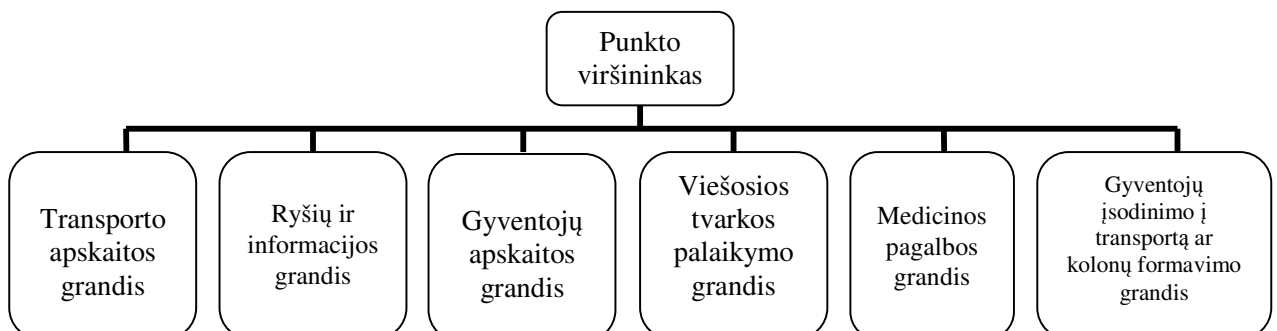 Punkto
viršininkas
Transporto
apskaitos
grandis
Ryšių ir
informacijos
grandis
Gyventojų
apskaitos
grandis
Viešosios
tvarkos
palaikymo
grandis
Medicinos
pagalbos
grandis
Gyventojų
įsodinimo į
transportą ar
kolonų formavimo
grandis